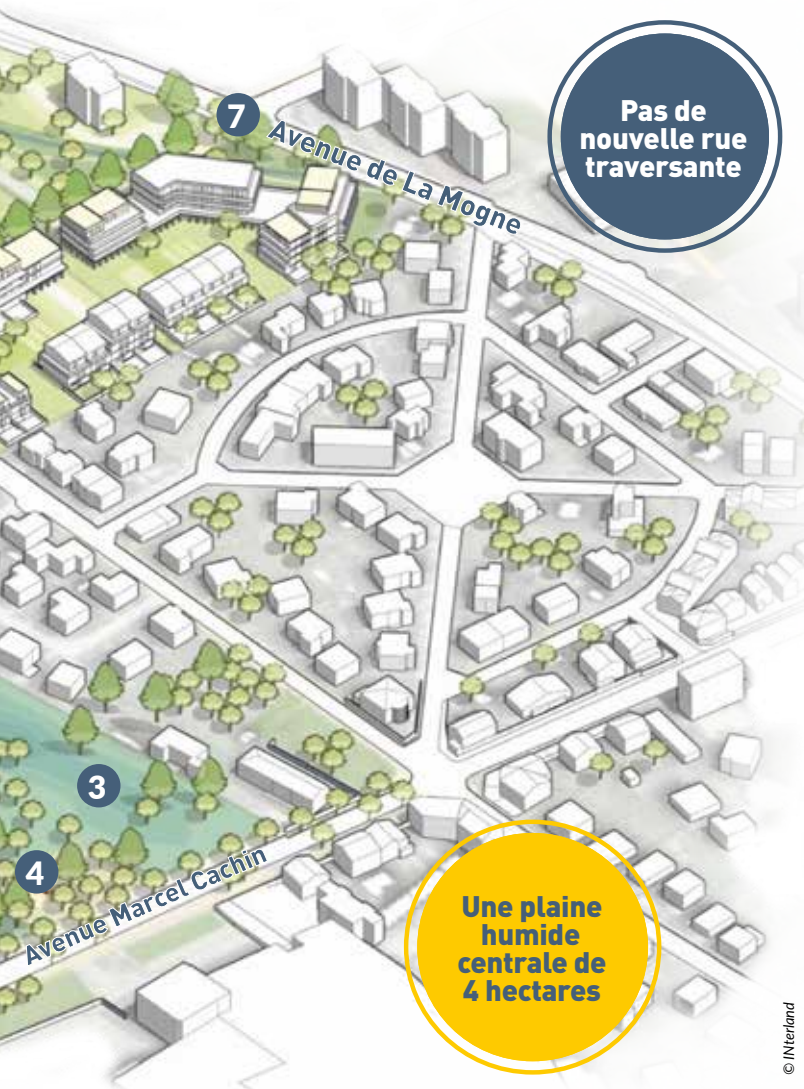 Pas de
nouvelle rue
traversante
7
Avenue de La Mogne
3
4
Avenue Marcel Cachin
Une plaine
humide
centrale de
4 hectares
© INterland